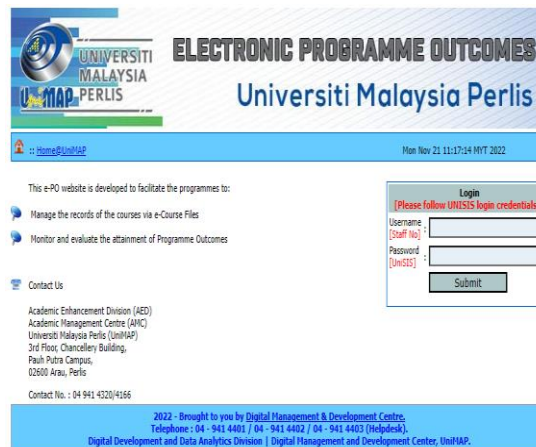 UNIVERSITI
MALAYSIA
PERLIS
UniMAP
ELECTRONIC PROGRAMME OUTCOMES
Universiti Malaysia Perlis
:: Home@UniMAP
Mon Nov 21 11:17:14 MYT 2022
This e-PO website is developed to facilitate the programmes to:
Manage the records of the courses via e-Course Files
Monitor and evaluate the attainment of Programme Outcomes
Login
[Please follow UNISIS login credentials
Username :
[Staff No]
Password :
[UniSIS]
Submit
Contact Us
Academic Enhancement Division (AED)
Academic Management Centre (AMC)
Universiti Malaysia Perlis (UniMAP)
3rd Floor, Chancellery Building,
Pauh Putra Campus,
02600 Arau, Perlis
Contact No. : 04 941 4320/4166
2022 - Brought to you by Digital Management & Development Centre.
Telephone : 04 - 941 4401 / 04 - 941 4402 / 04 - 941 4403 (Helpdesk).
Digital Development and Data Analytics Division | Digital Management and Development Center, UniMAP.